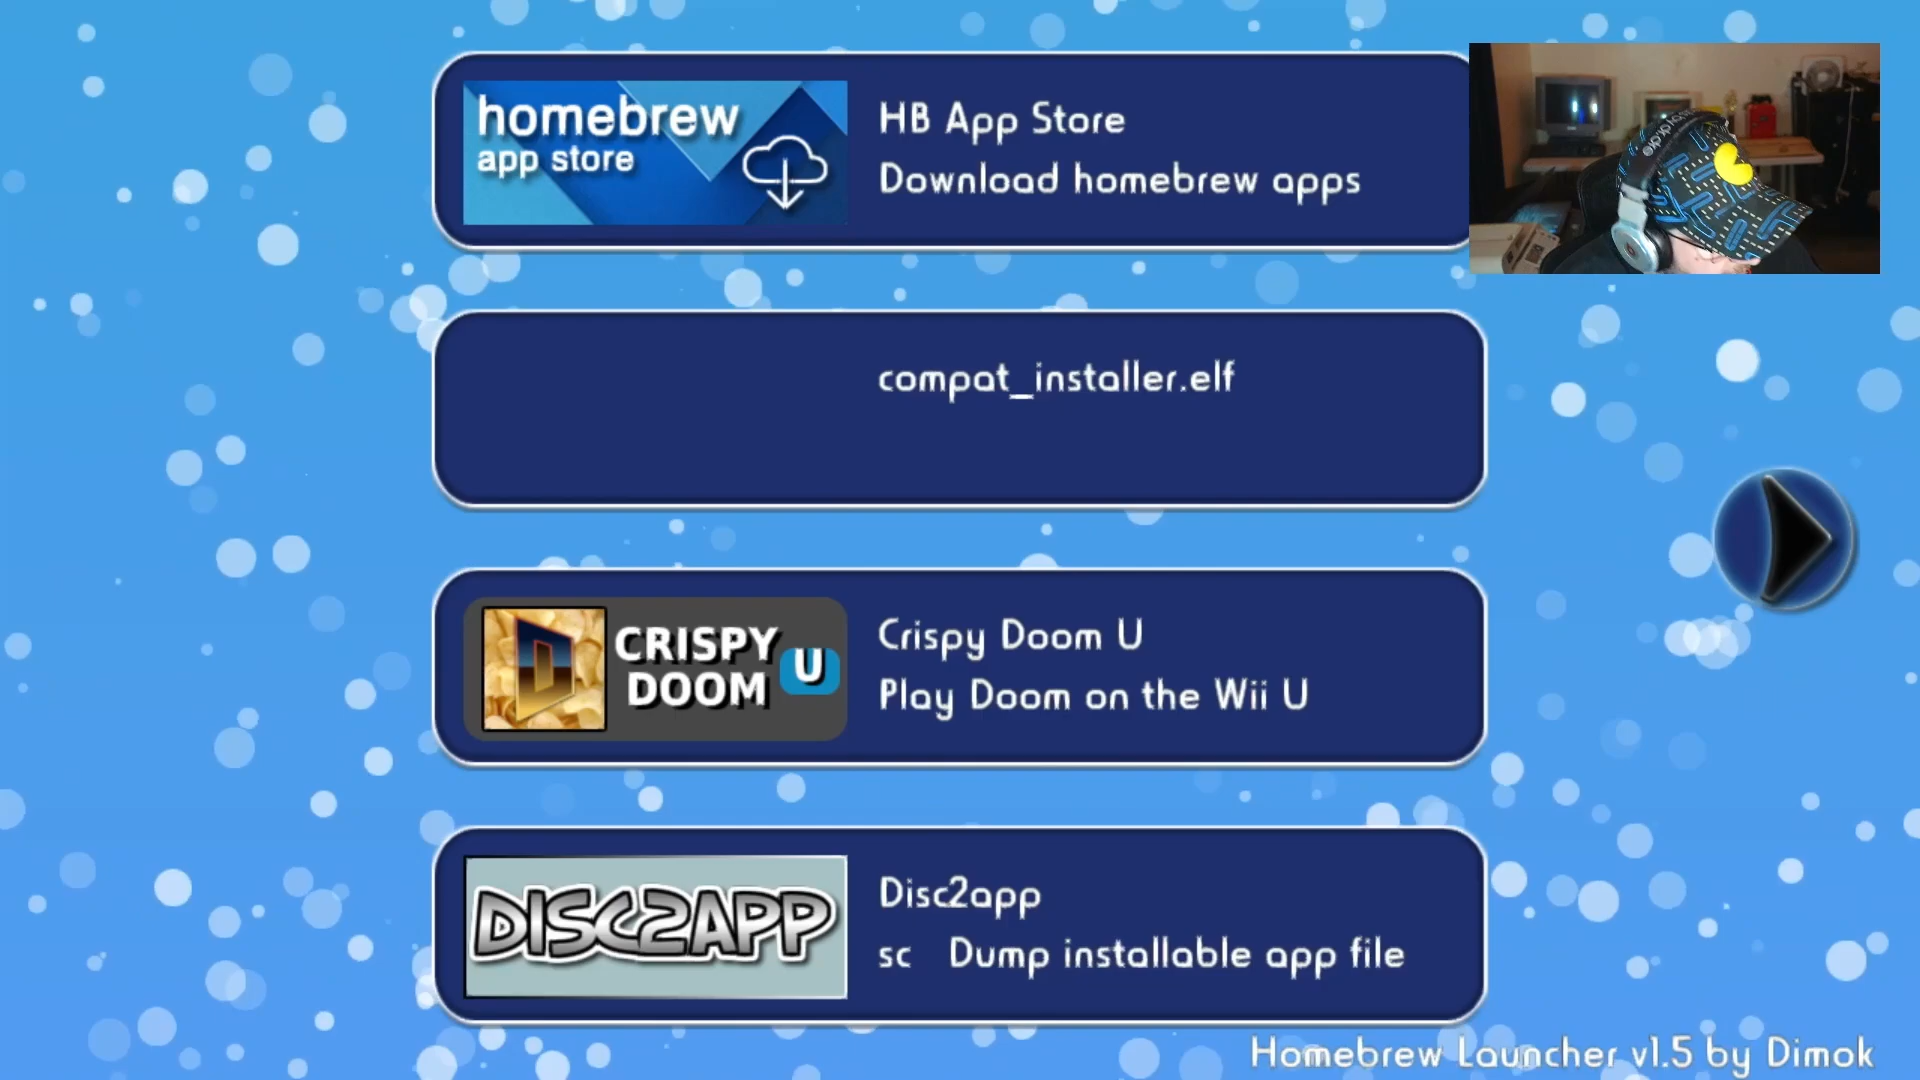 homebrew
app store
HB App Store
Download homebrew apps
compat_installer.elf
CRISPY
DOOM U
Crispy Doom U
Play Doom on the Wii U
DISC2APP
Disc2app
sc Dump installable app file
Homebrew Launcher v1.5 by Dimok